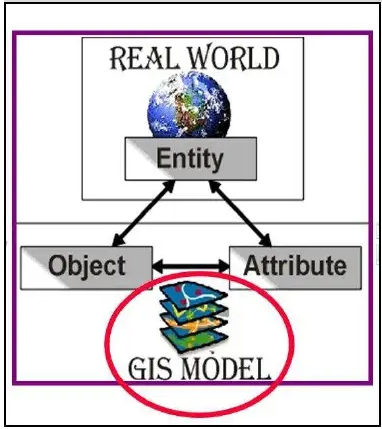 REAL WORLD
Entity
Object
Attribute
GIS MODEL